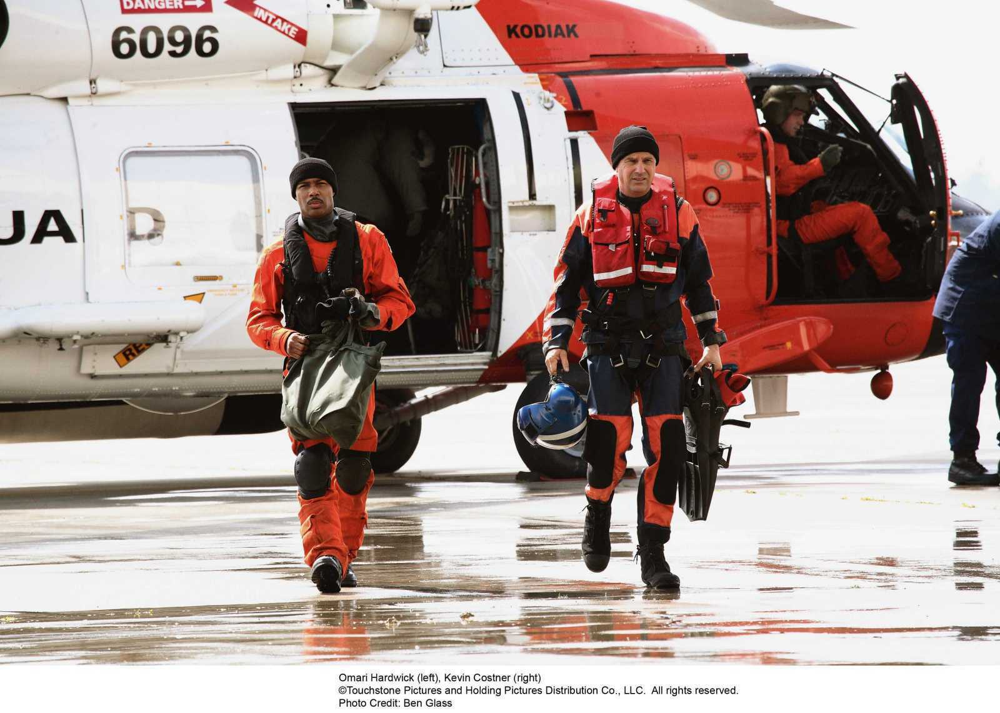 DANGER→
INTAKE
6096
KODIAK
UA D
RE
Omari Hardwick (left), Kevin Costner (right)
©Touchstone Pictures and Holding Pictures Distribution Co., LLC. All rights reserved.
Photo Credit: Ben Glass